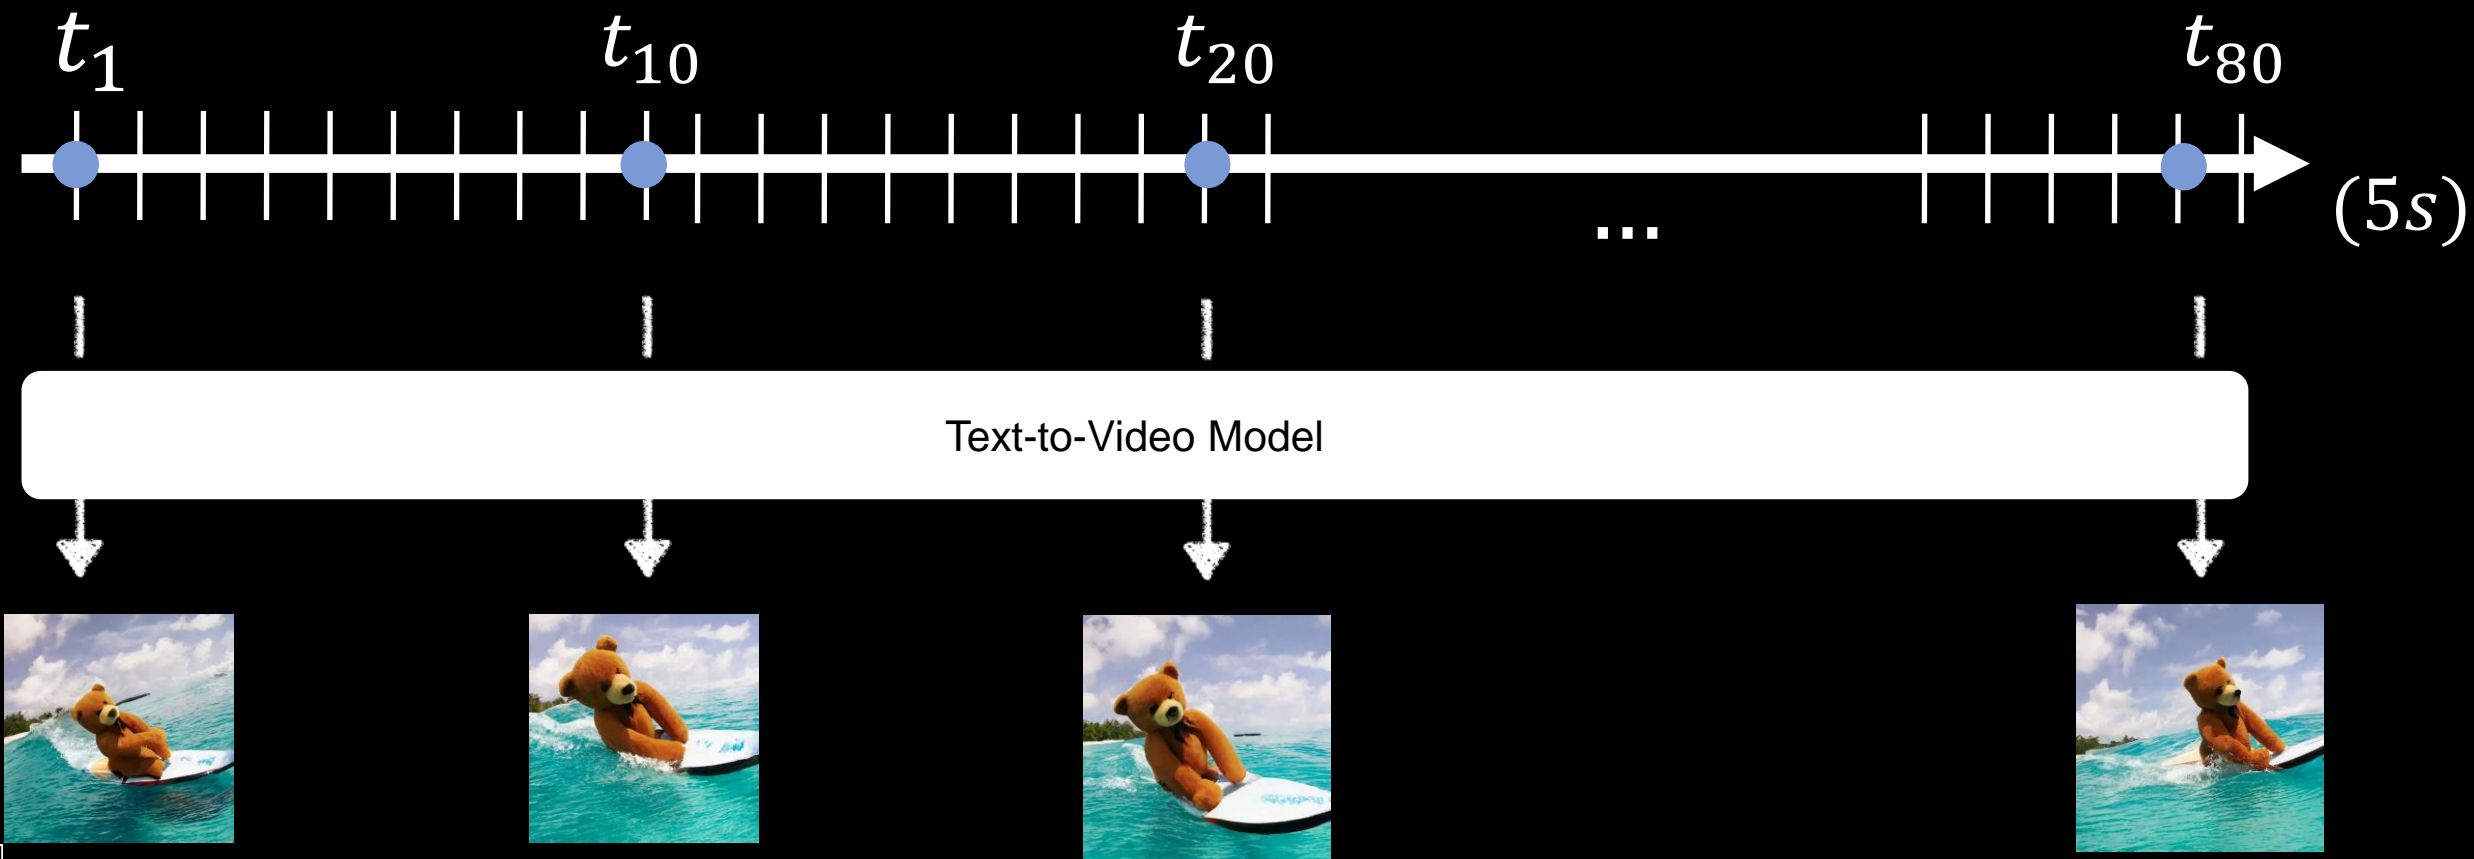 t₁ t₁₀ t₂₀ t₈₀
(5s)
...
Text-to-Video Model